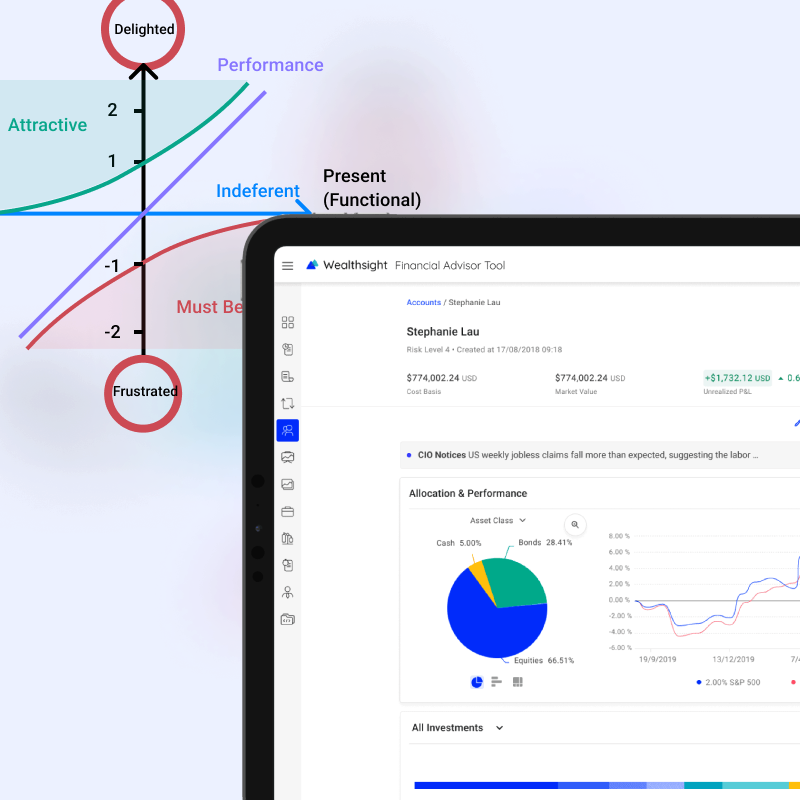 Delighted
Performance
2
Attractive
1
Present
(Functional)
Indeferent
-1
Must Be
-2
Frustrated
Wealthsight Financial Advisor Tool
Accounts / Stephanie Lau
Stephanie Lau
Risk Level 4 • Created at 17/08/2018 09:18
$774,002.24 USD
Cost Basis
$774,002.24 USD
Market Value
+$1,732.12 USD ▲ 0.6
Unrealized P&L
• CIO Notices US weekly jobless claims fall more than expected, suggesting the labor ...
Allocation & Performance
Asset Class
Cash 5.00%
Bonds 28.41%
Equities 66.51%
8.00 %
6.00 %
4.00 %
2.00 %
0.00 %
-2.00 %
-4.00 %
-6.00 %
19/9/2019
13/12/2019
7/4
2.00% S&P 500
All Investments